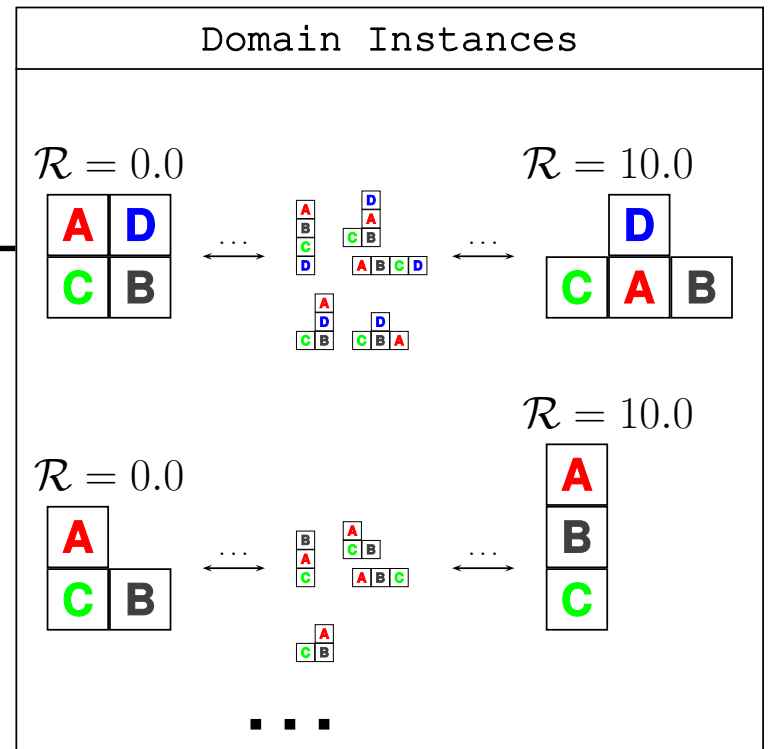 Domain Instances
R = 0.0
R = 10.0
A D
C B
...
A
B
C
D
D
A
C B
A B C D
A
D
C B
D
C B A
...
D
C A B
R = 0.0
R = 10.0
A
C B
...
B
A
C
A
C B
A B C
A
C B
...
A
B
C
...